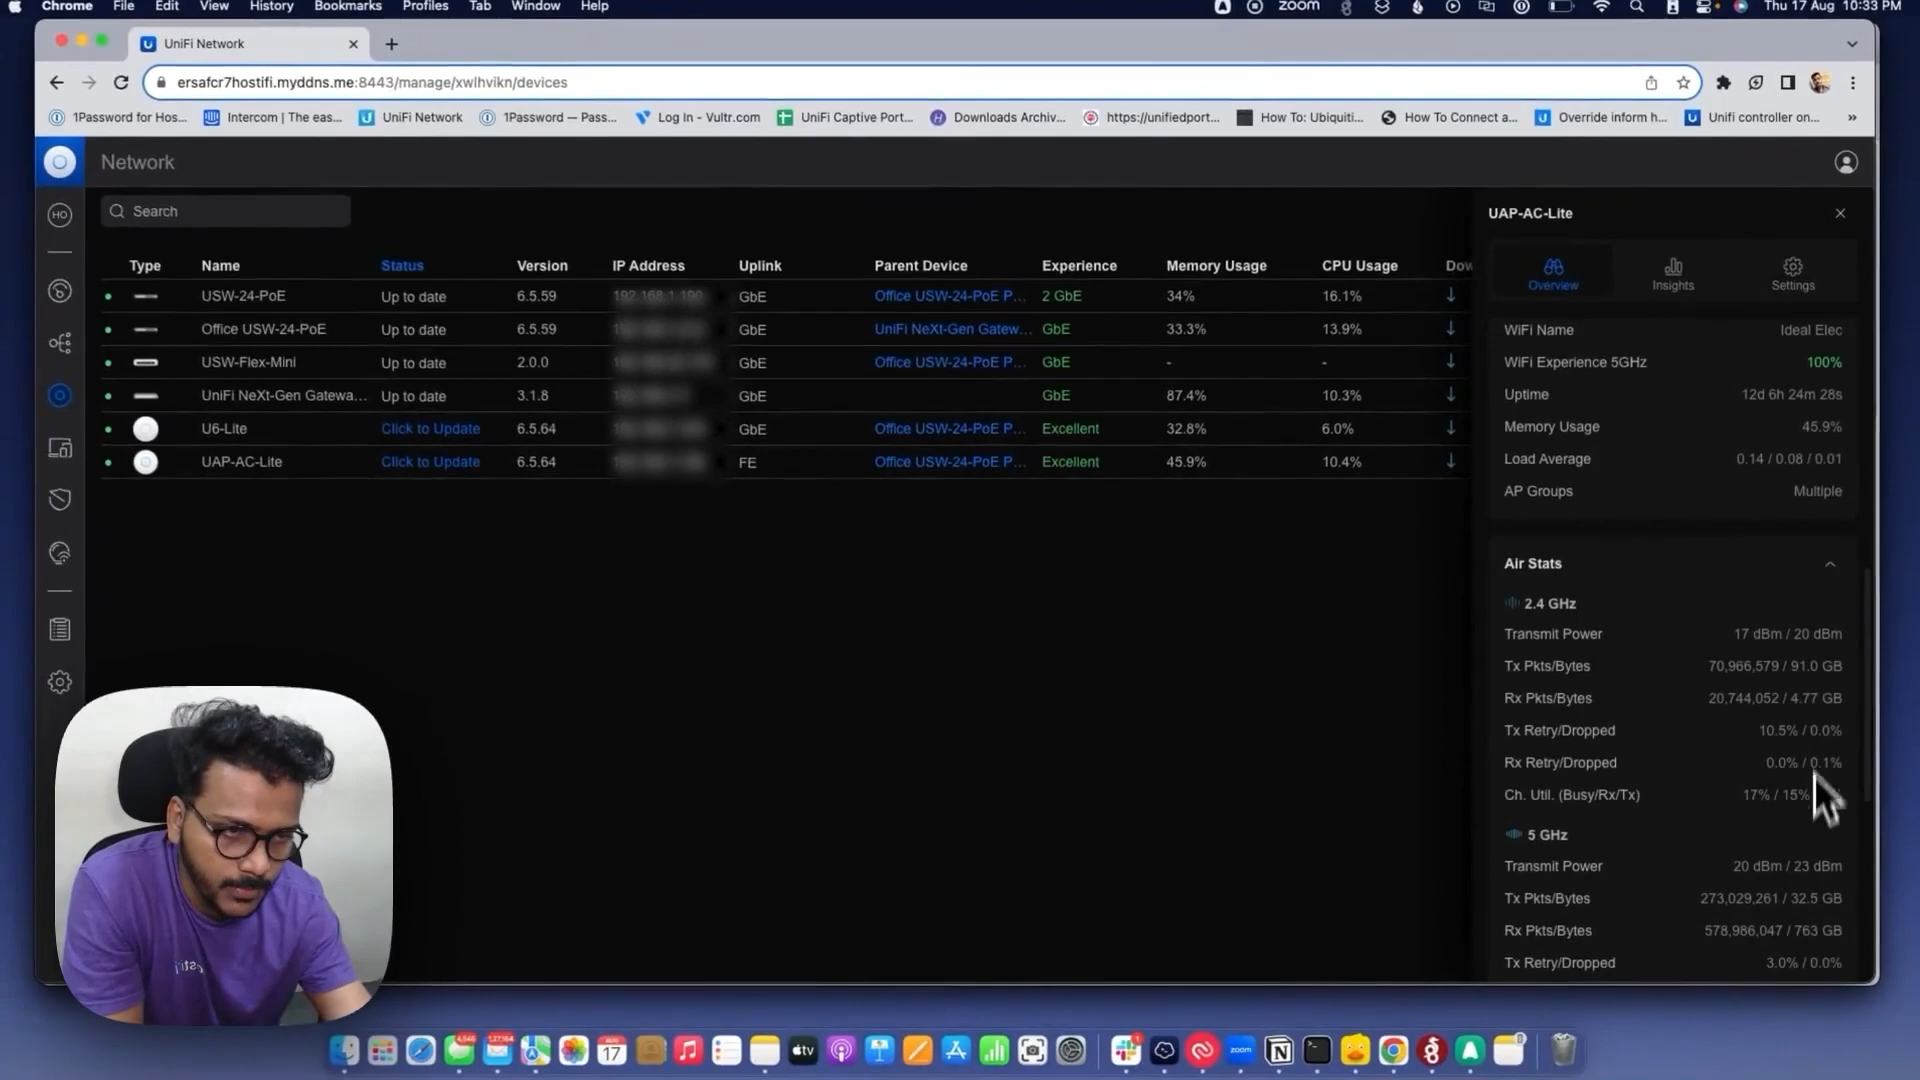 Chrome File Edit View History Bookmarks Profiles Tab Window Help zoom Thu 17 Aug 10:33 PM
UniFi Network
ersafcr7hostifi.myddns.me:8443/manage/xwlhvikn/devices
1Password for Hos... Intercom | The eas... UniFi Network 1Password — Pass... Log In - Vultr.com UniFi Captive Port... Downloads Archiv... https://unifiedport... How To: Ubiquiti... How To Connect a... Override inform h... Unifi controller on... »
Network
HO
Search
Type Name Status Version IP Address Uplink Parent Device Experience Memory Usage CPU Usage Dow
USW-24-PoE Up to date 6.5.59 192.168.1.190 GbE Office USW-24-PoE P... 2 GbE 34% 16.1%
Office USW-24-PoE Up to date 6.5.59 GbE UniFi NeXt-Gen Gatew... GbE 33.3% 13.9%
USW-Flex-Mini Up to date 2.0.0 GbE Office USW-24-PoE P... GbE - -
UniFi NeXt-Gen Gatewa... Up to date 3.1.8 GbE GbE 87.4% 10.3%
U6-Lite Click to Update 6.5.64 GbE Office USW-24-PoE P... Excellent 32.8% 6.0%
UAP-AC-Lite Click to Update 6.5.64 FE Office USW-24-PoE P... Excellent 45.9% 10.4%
UAP-AC-Lite
Overview Insights Settings
WiFi Name Ideal Elec
WiFi Experience 5GHz 100%
Uptime 12d 6h 24m 28s
Memory Usage 45.9%
Load Average 0.14 / 0.08 / 0.01
AP Groups Multiple
Air Stats
2.4 GHz
Transmit Power 17 dBm / 20 dBm
Tx Pkts/Bytes 70,966,579 / 91.0 GB
Rx Pkts/Bytes 20,744,052 / 4.77 GB
Tx Retry/Dropped 10.5% / 0.0%
Rx Retry/Dropped 0.0% / 0.1%
Ch. Util. (Busy/Rx/Tx) 17% / 15%
5 GHz
Transmit Power 20 dBm / 23 dBm
Tx Pkts/Bytes 273,029,261 / 32.5 GB
Rx Pkts/Bytes 578,986,047 / 763 GB
Tx Retry/Dropped 3.0% / 0.0%
17 tv zoom